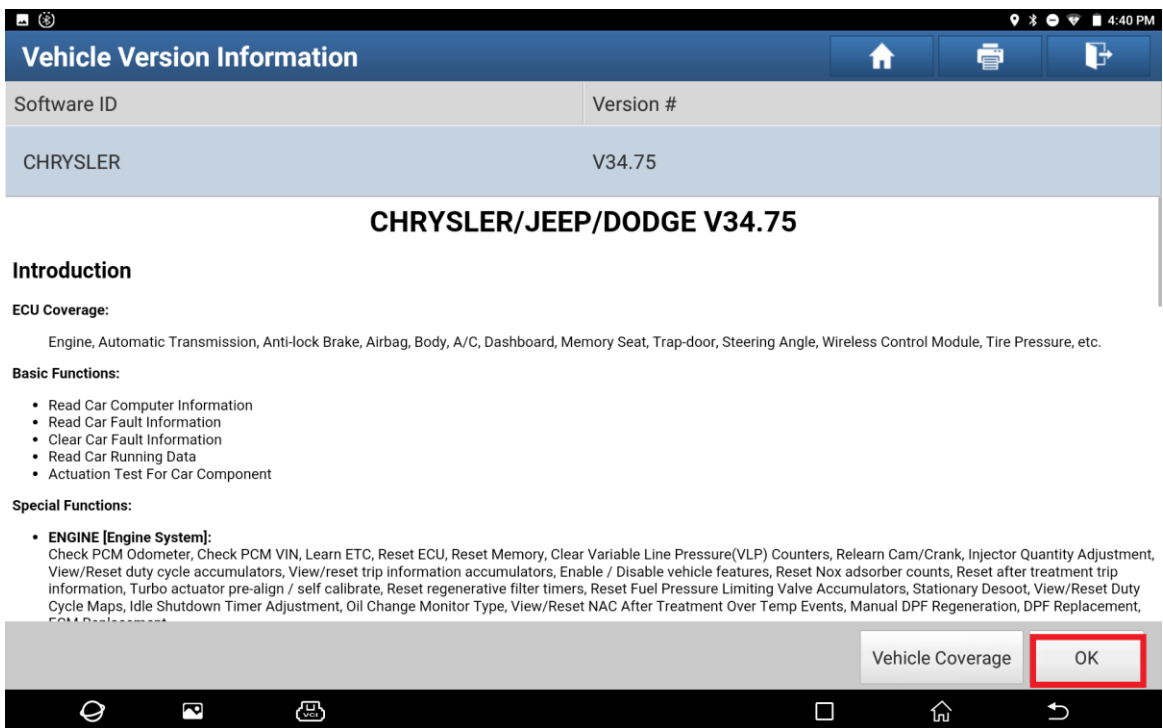 4:40 PM
Vehicle Version Information
Software ID Version #
CHRYSLER V34.75
CHRYSLER/JEEP/DODGE V34.75
Introduction
ECU Coverage:
Engine, Automatic Transmission, Anti-lock Brake, Airbag, Body, A/C, Dashboard, Memory Seat, Trap-door, Steering Angle, Wireless Control Module, Tire Pressure, etc.
Basic Functions:
• Read Car Computer Information
• Read Car Fault Information
• Clear Car Fault Information
• Read Car Running Data
• Actuation Test For Car Component
Special Functions:
• ENGINE [Engine System]:
Check PCM Odometer, Check PCM VIN, Learn ETC, Reset ECU, Reset Memory, Clear Variable Line Pressure(VLP) Counters, Relearn Cam/Crank, Injector Quantity Adjustment,
View/Reset duty cycle accumulators, View/reset trip information accumulators, Enable / Disable vehicle features, Reset Nox adsorber counts, Reset after treatment trip
information, Turbo actuator pre-align / self calibrate, Reset regenerative filter timers, Reset Fuel Pressure Limiting Valve Accumulators, Stationary Desoot, View/Reset Duty
Cycle Maps, Idle Shutdown Timer Adjustment, Oil Change Monitor Type, View/Reset NAC After Treatment Over Temp Events, Manual DPF Regeneration, DPF Replacement,
Vehicle Coverage OK
VCI